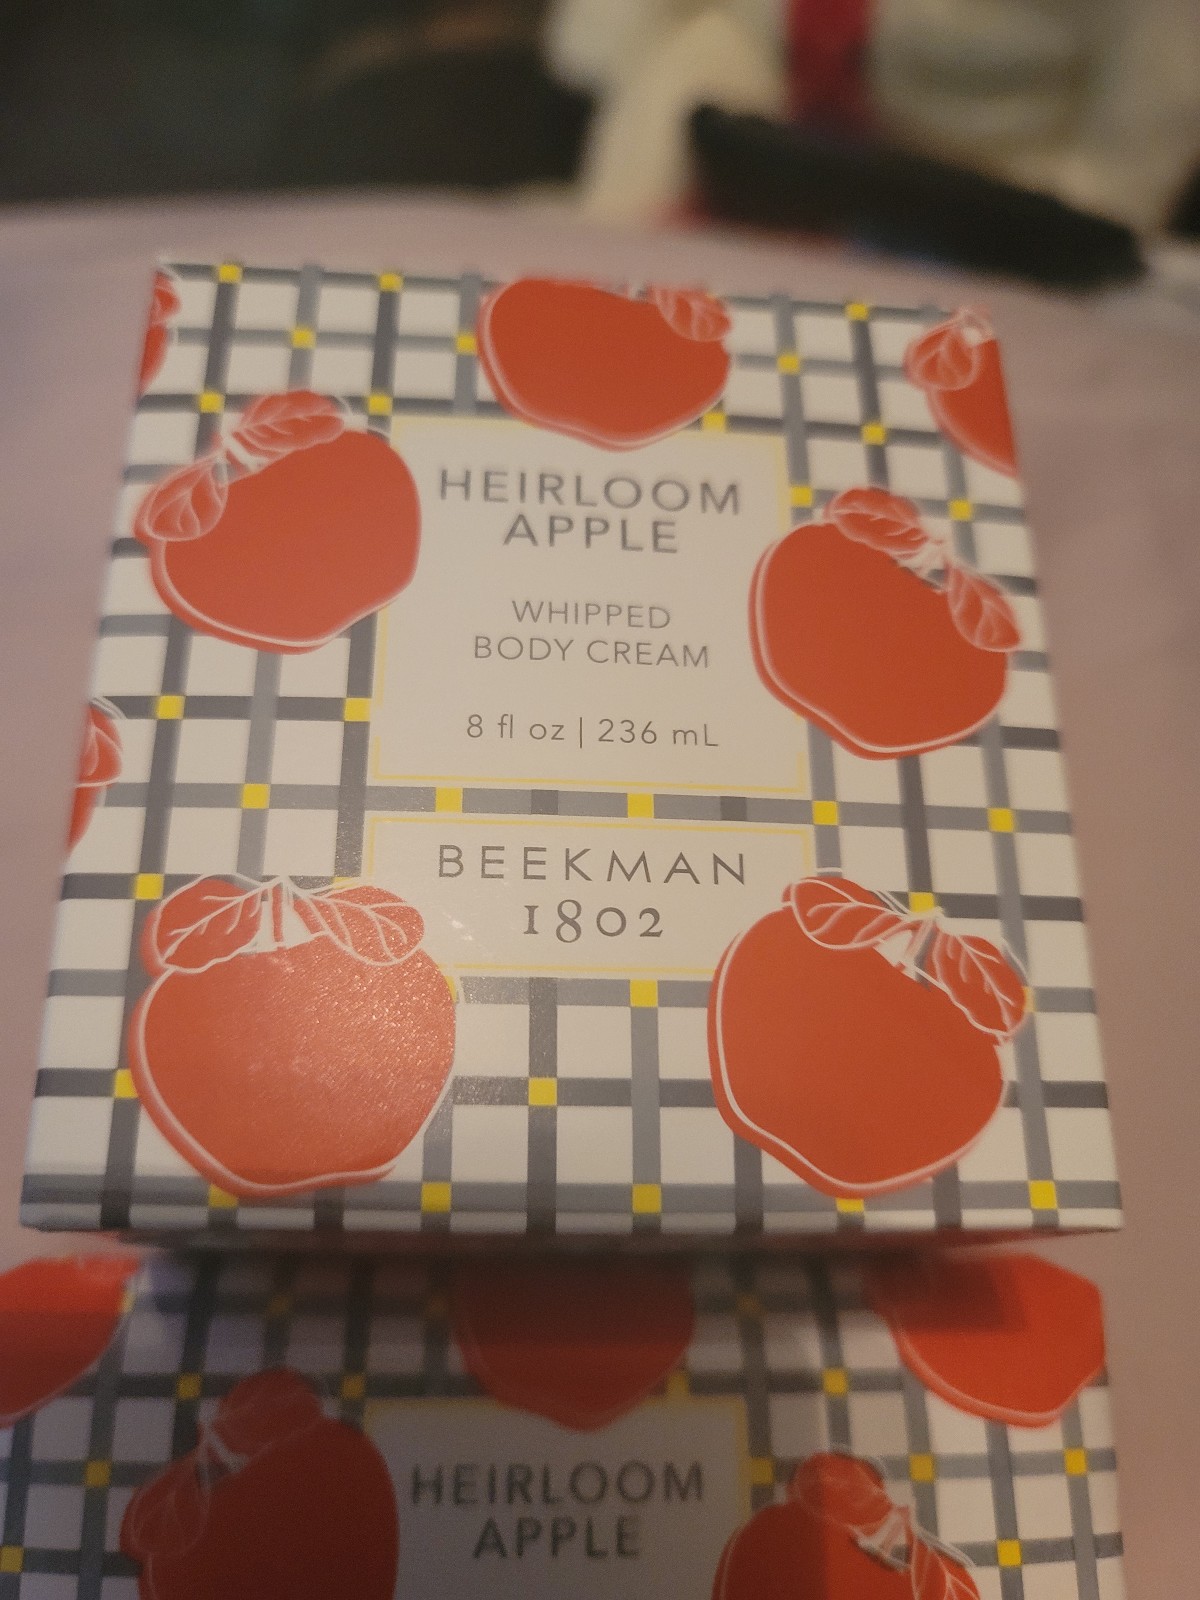 HEIRLOOM
APPLE
WHIPPED
BODY CREAM
8 fl oz | 236 mL
BEEKMAN
1802
HEIRLOOM
APPLE